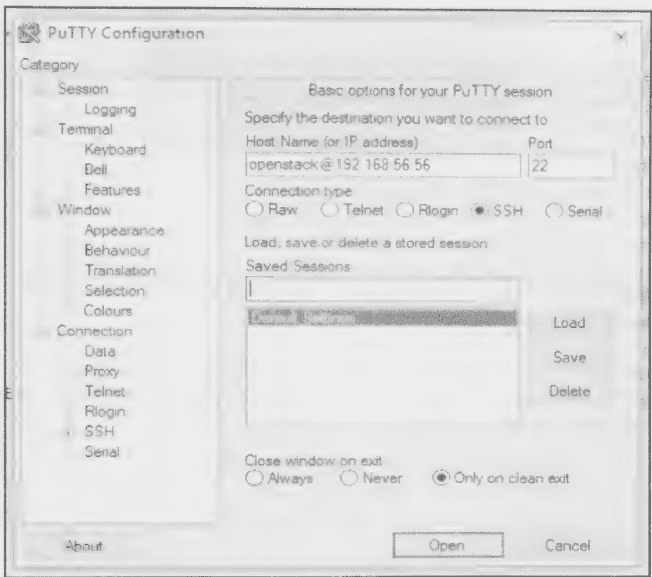 PuTTY Configuration
Category
Session
Logging
Terminal
Keyboard
Bell
Features
Window
Appearance
Behaviour
Translation
Selection
Colours
Connection
Data
Proxy
Telnet
Rlogin
SSH
Serial
Basic options for your PuTTY session
Specify the destination you want to connect to
Host Name (or IP address) Port
openstack@192 168 56 56 22
Connection type
Raw Telnet Rlogin SSH Serial
Load, save or delete a stored session
Saved Sessions
Default Settings
Load
Save
Delete
Close window on exit
Always Never Only on clean exit
About Open Cancel